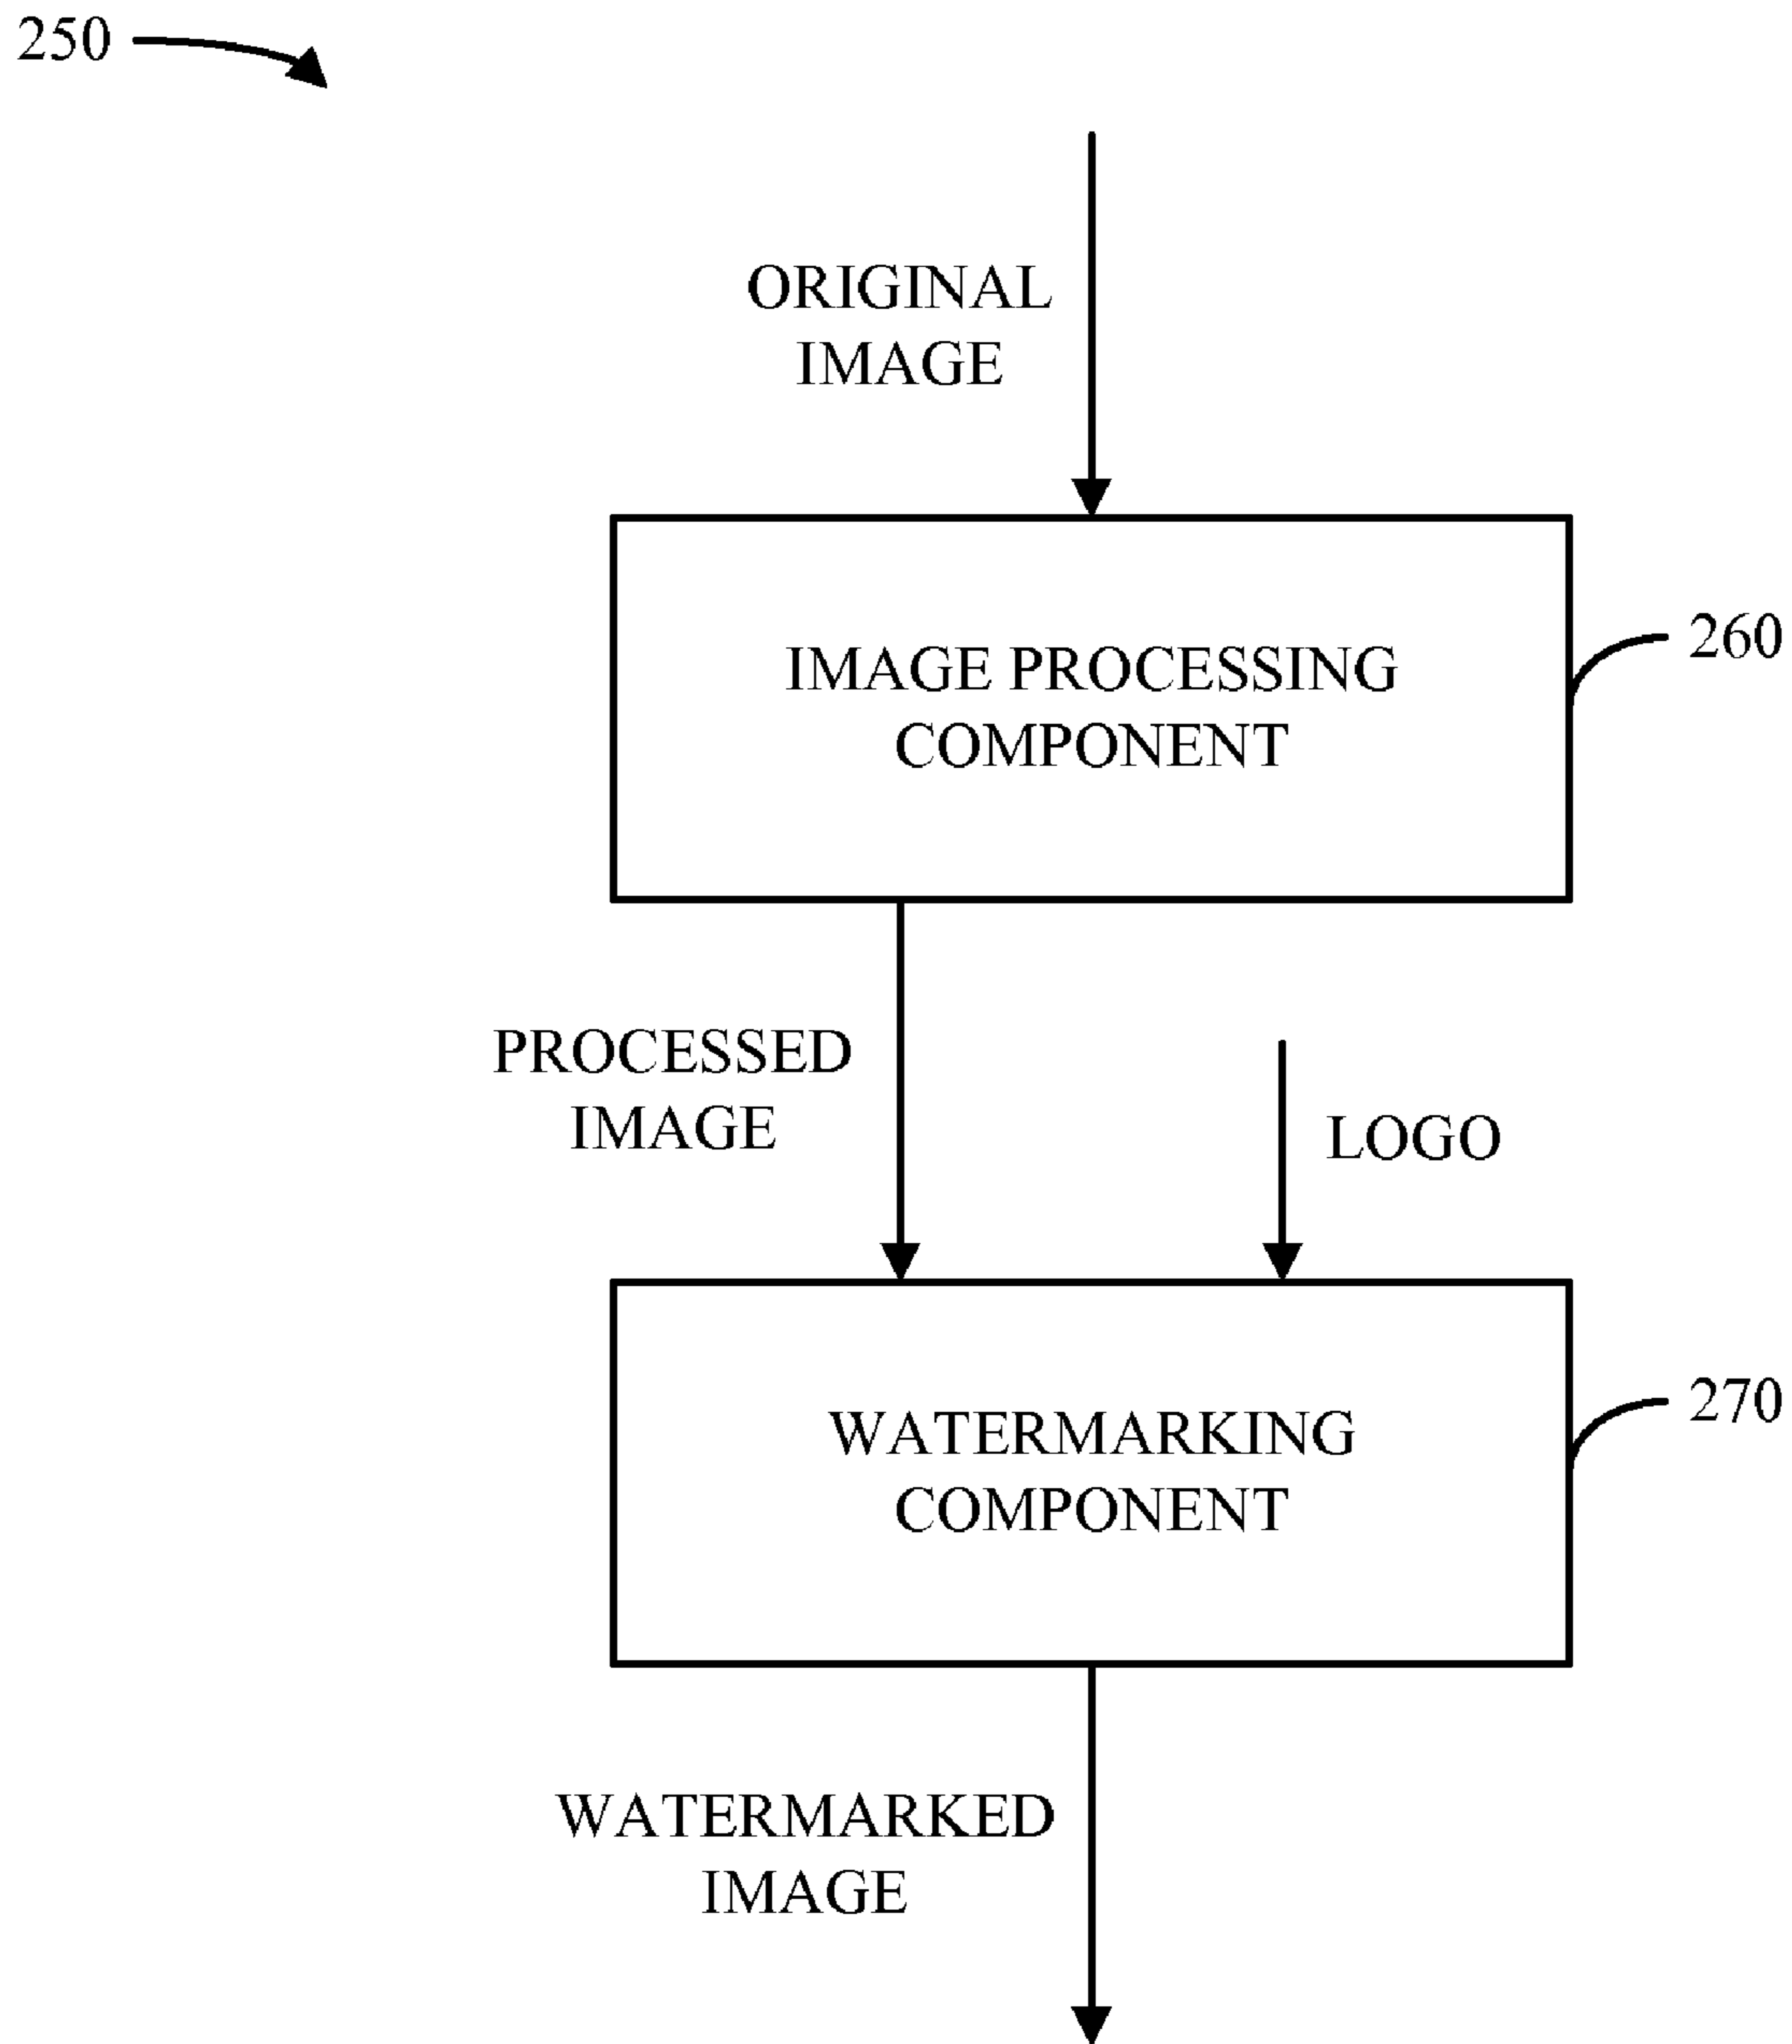 250
ORIGINAL
IMAGE
IMAGE PROCESSING
COMPONENT
260
PROCESSED
IMAGE
LOGO
WATERMARKING
COMPONENT
270
WATERMARKED
IMAGE